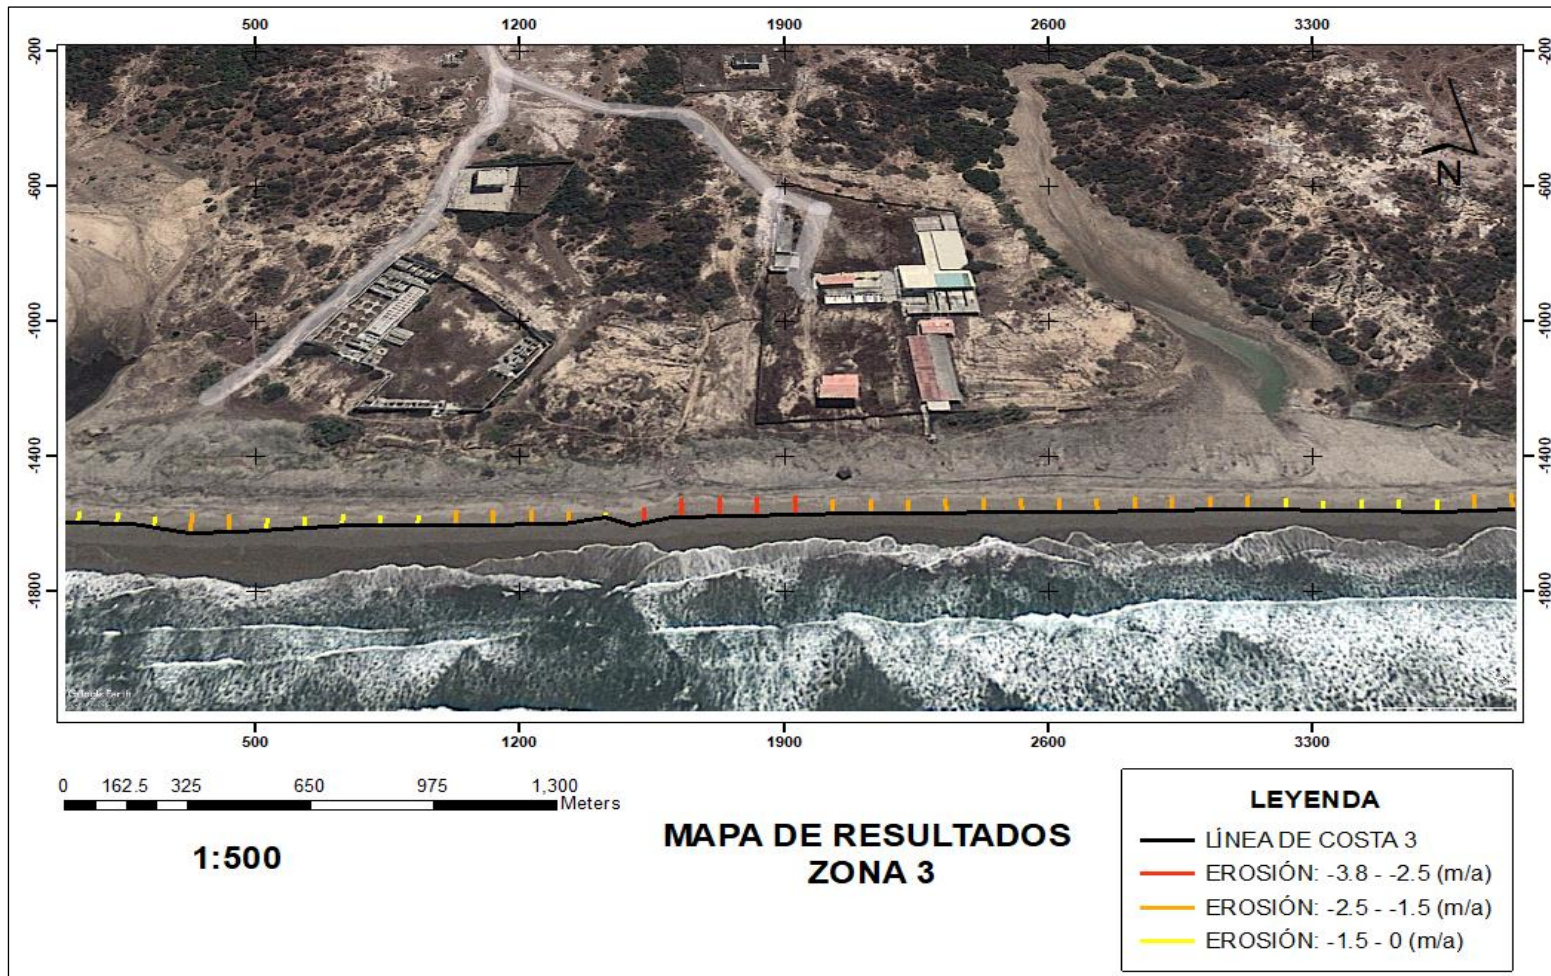 500 1200 1900 2600 3300
-200 -200
-600 -600
-1000 -1000
-1400 -1400
-1800 -1800
N
Google Earth
500 1200 1900 2600 3300
0 162.5 325 650 975 1,300
Meters
1:500
MAPA DE RESULTADOS
ZONA 3
LEYENDA
LÍNEA DE COSTA 3
EROSIÓN: -3.8 - -2.5 (m/a)
EROSIÓN: -2.5 - -1.5 (m/a)
EROSIÓN: -1.5 - 0 (m/a)